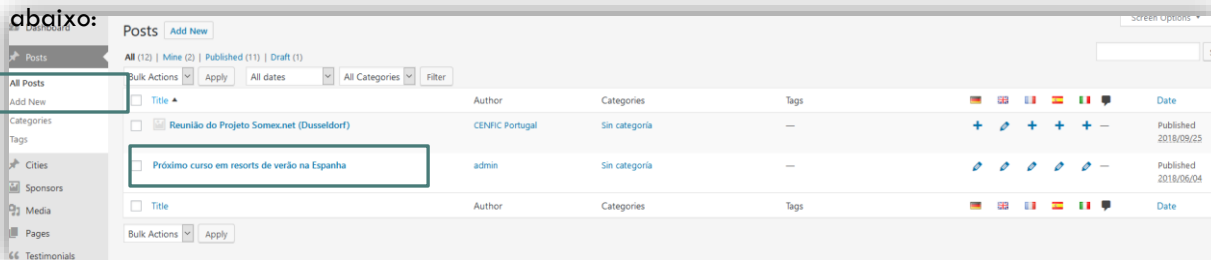 abaixo:
Dashboard
Screen Options
Posts Add New
Posts
All (12) | Mine (2) | Published (11) | Draft (1)
All Posts
Bulk Actions Apply All dates All Categories Filter
Add New
Title Author Categories Tags Date
Categories
Reunião do Projeto Somex.net (Dusseldorf) CENFIC Portugal Sin categoría — + + + + — Published
2018/09/25
Tags
Cities
Próximo curso em resorts de verão na Espanha admin Sin categoría — — Published
2018/06/04
Sponsors
Media
Title Author Categories Tags Date
Pages
Bulk Actions Apply
Testimonials